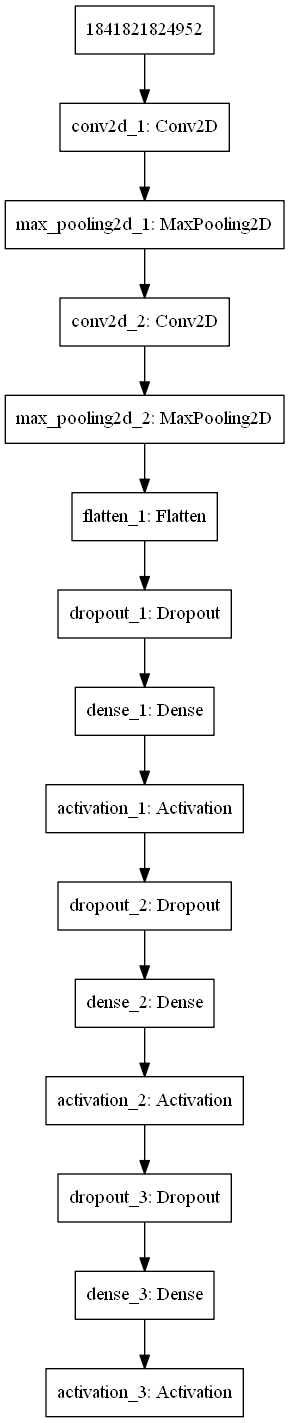 1841821824952
conv2d_1: Conv2D
max_pooling2d_1: MaxPooling2D
conv2d_2: Conv2D
max_pooling2d_2: MaxPooling2D
flatten_1: Flatten
dropout_1: Dropout
dense_1: Dense
activation_1: Activation
dropout_2: Dropout
dense_2: Dense
activation_2: Activation
dropout_3: Dropout
dense_3: Dense
activation_3: Activation